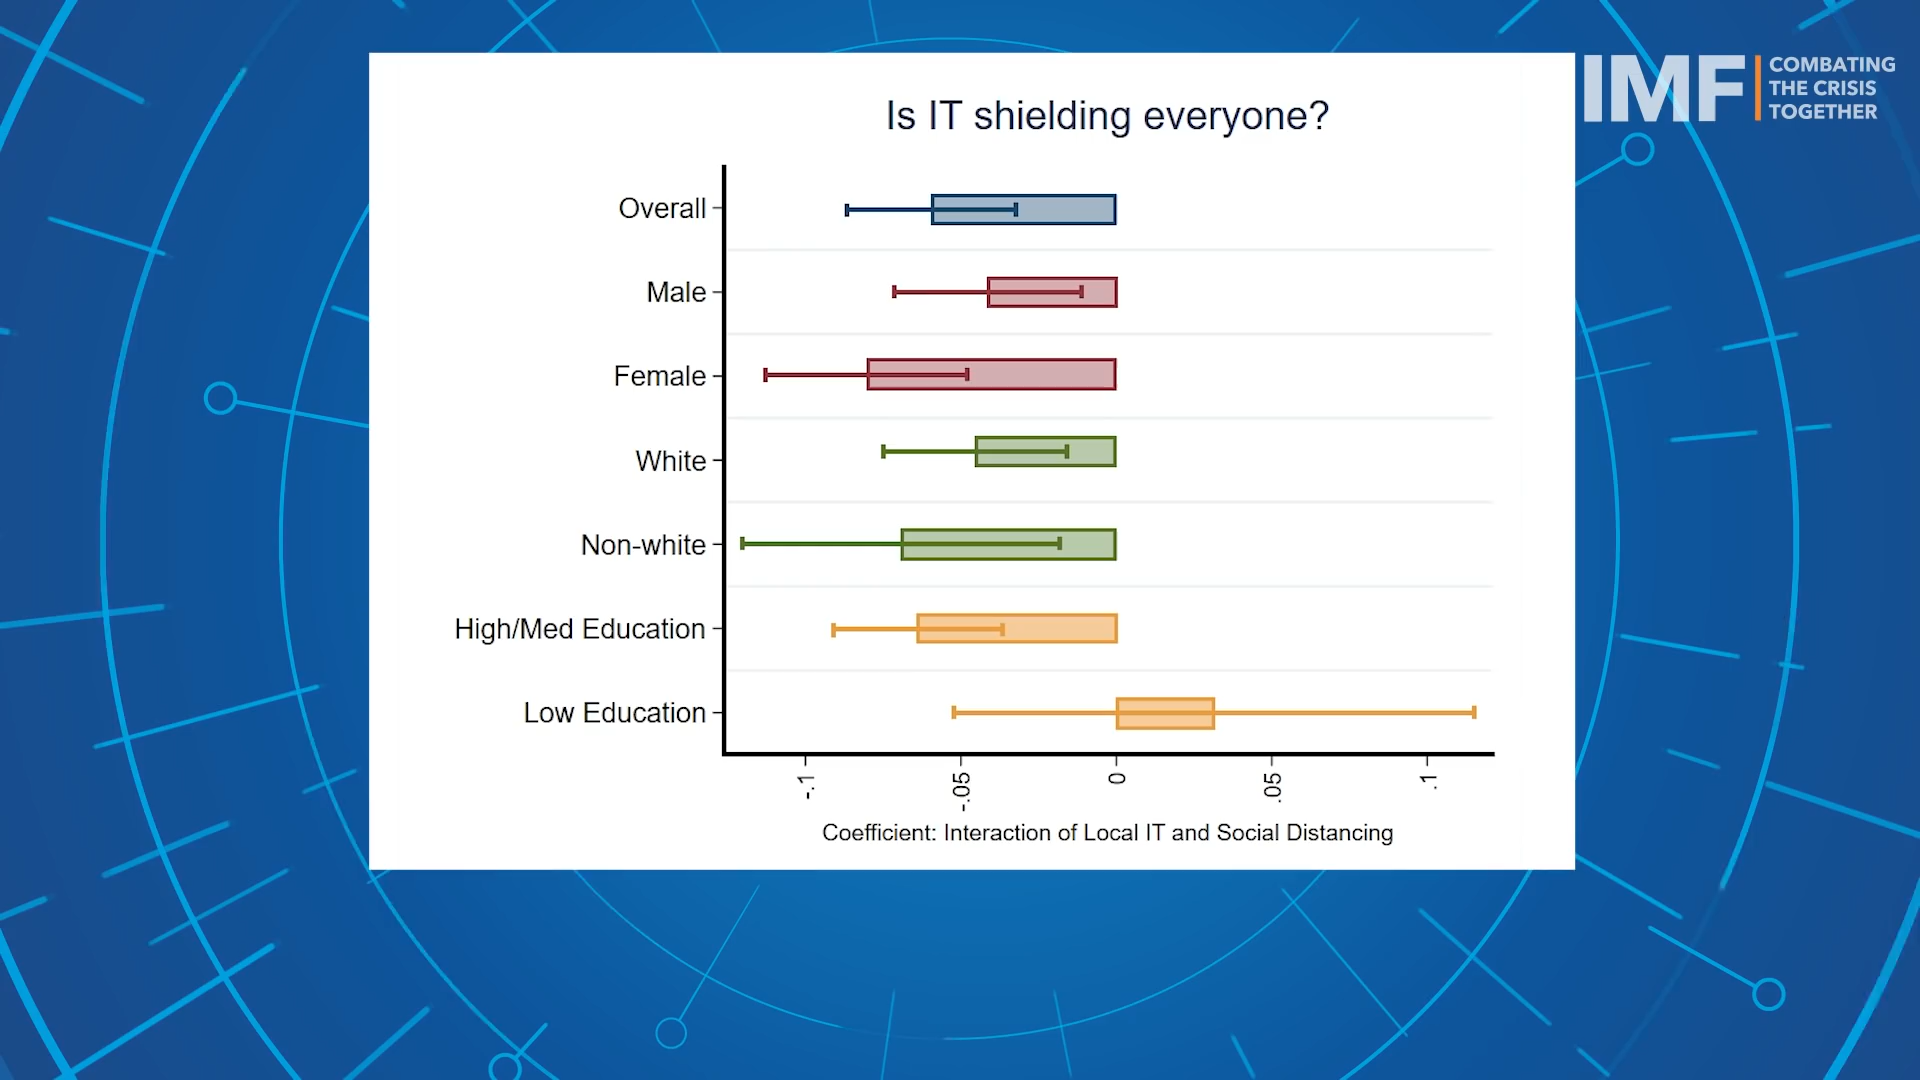 IMF
COMBATING
THE CRISIS
TOGETHER
Is IT shielding everyone?
Overall
Male
Female
White
Non-white
High/Med Education
Low Education
-.1
-.05
0
.05
.1
Coefficient: Interaction of Local IT and Social Distancing